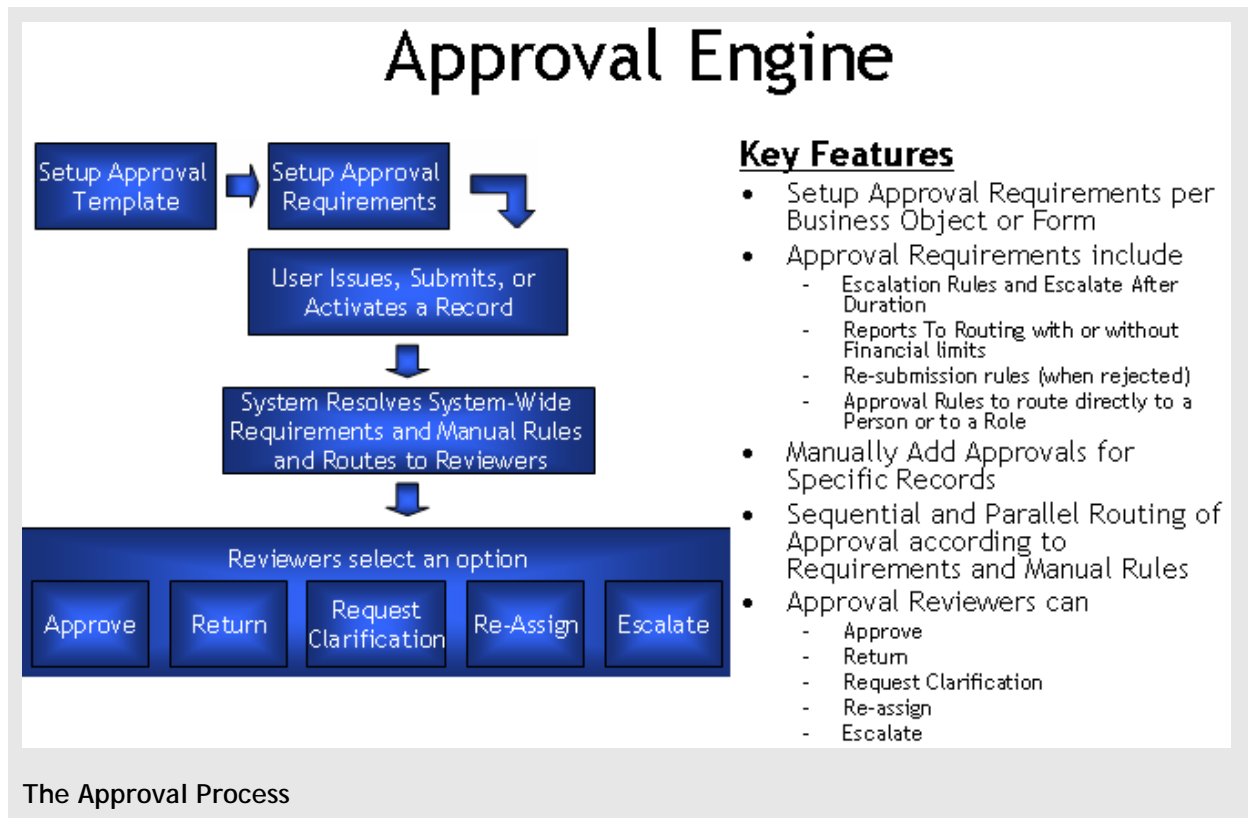 Approval Engine
Setup Approval
Template
Setup Approval
Requirements
User Issues, Submits, or
Activates a Record
System Resolves System-Wide
Requirements and Manual Rules
and Routes to Reviewers
Reviewers select an option
Approve
Return
Request
Clarification
Re-Assign
Escalate
Key Features
• Setup Approval Requirements per
Business Object or Form
• Approval Requirements include
- Escalation Rules and Escalate After
Duration
- Reports To Routing with or without
Financial limits
- Re-submission rules (when rejected)
- Approval Rules to route directly to a
Person or to a Role
• Manually Add Approvals for
Specific Records
• Sequential and Parallel Routing of
Approval according to
Requirements and Manual Rules
• Approval Reviewers can
- Approve
- Return
- Request Clarification
- Re-assign
- Escalate
The Approval Process